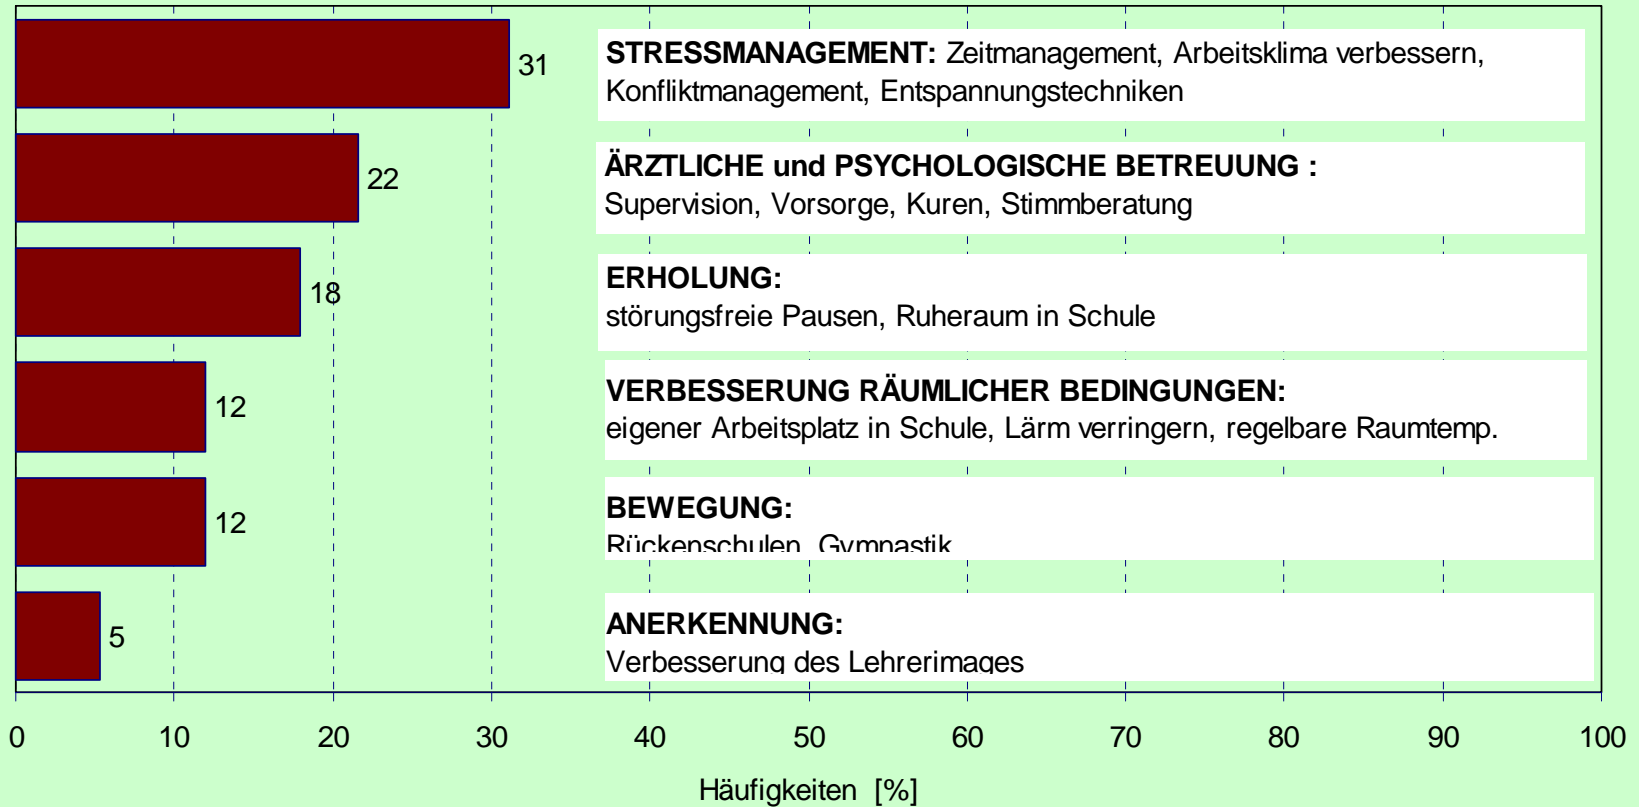 31
STRESSMANAGEMENT: Zeitmanagement, Arbeitsklima verbessern,
Konfliktmanagement, Entspannungstechniken
22
ÄRZTLICHE und PSYCHOLOGISCHE BETREUUNG :
Supervision, Vorsorge, Kuren, Stimmberatung
18
ERHOLUNG:
störungsfreie Pausen, Ruheraum in Schule
12
VERBESSERUNG RÄUMLICHER BEDINGUNGEN:
eigener Arbeitsplatz in Schule, Lärm verringern, regelbare Raumtemp.
12
BEWEGUNG:
Rückenschulen, Gymnastik
5
ANERKENNUNG:
Verbesserung des Lehrerimages
0 10 20 30 40 50 60 70 80 90 100
Häufigkeiten [%]